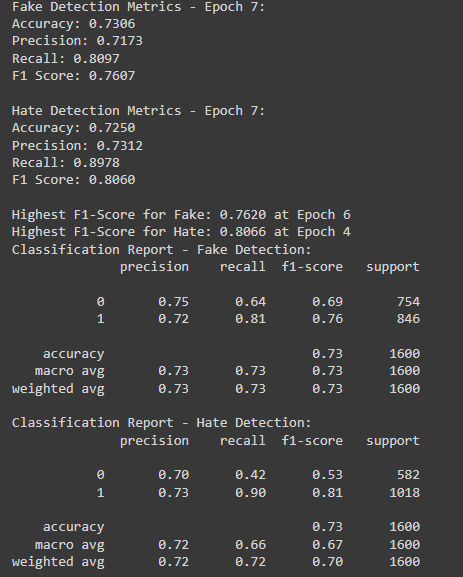 Fake Detection Metrics - Epoch 7:
Accuracy: 0.7306
Precision: 0.7173
Recall: 0.8097
F1 Score: 0.7607
Hate Detection Metrics - Epoch 7:
Accuracy: 0.7250
Precision: 0.7312
Recall: 0.8978
F1 Score: 0.8060
Highest F1-Score for Fake: 0.7620 at Epoch 6
Highest F1-Score for Hate: 0.8066 at Epoch 4
Classification Report - Fake Detection:
precision recall f1-score support
0 0.75 0.64 0.69 754
1 0.72 0.81 0.76 846
accuracy 0.73 1600
macro avg 0.73 0.73 0.73 1600
weighted avg 0.73 0.73 0.73 1600
Classification Report - Hate Detection:
precision recall f1-score support
0 0.70 0.42 0.53 582
1 0.73 0.90 0.81 1018
accuracy 0.73 1600
macro avg 0.72 0.66 0.67 1600
weighted avg 0.72 0.72 0.70 1600